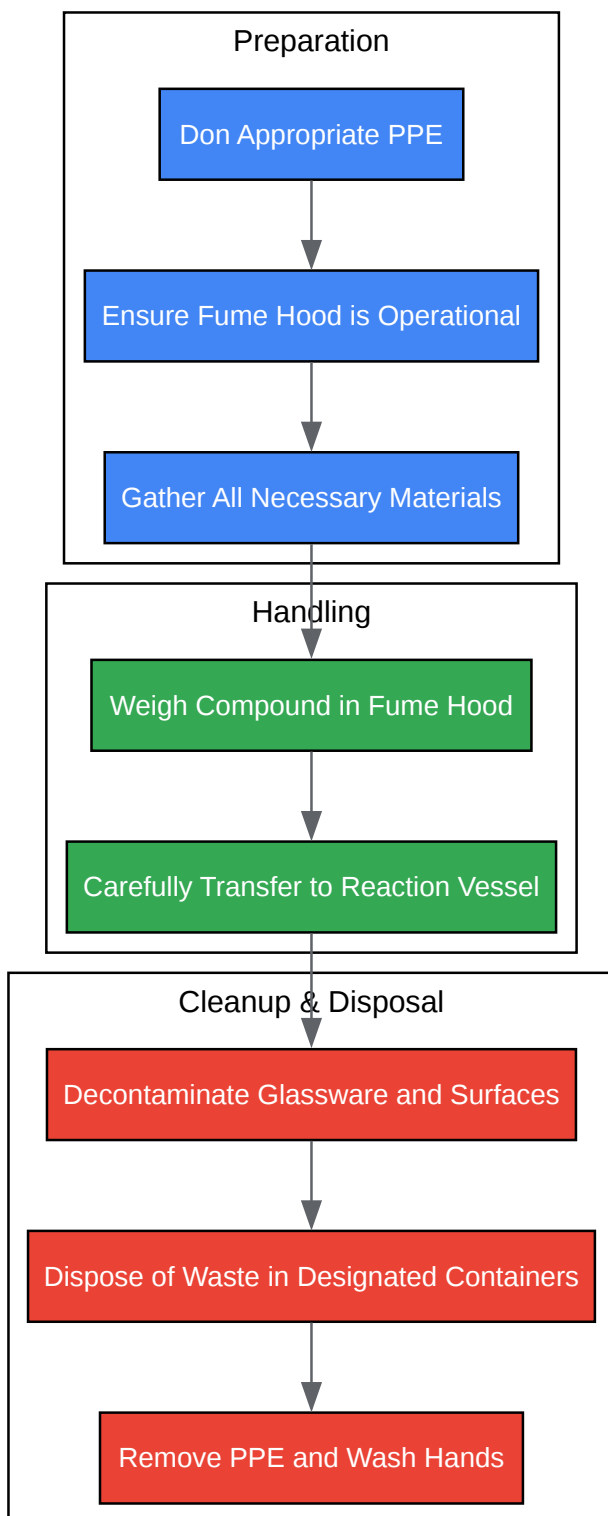 Preparation
Don Appropriate PPE
Ensure Fume Hood is Operational
Gather All Necessary Materials
Handling
Weigh Compound in Fume Hood
Carefully Transfer to Reaction Vessel
Cleanup & Disposal
Decontaminate Glassware and Surfaces
Dispose of Waste in Designated Containers
Remove PPE and Wash Hands